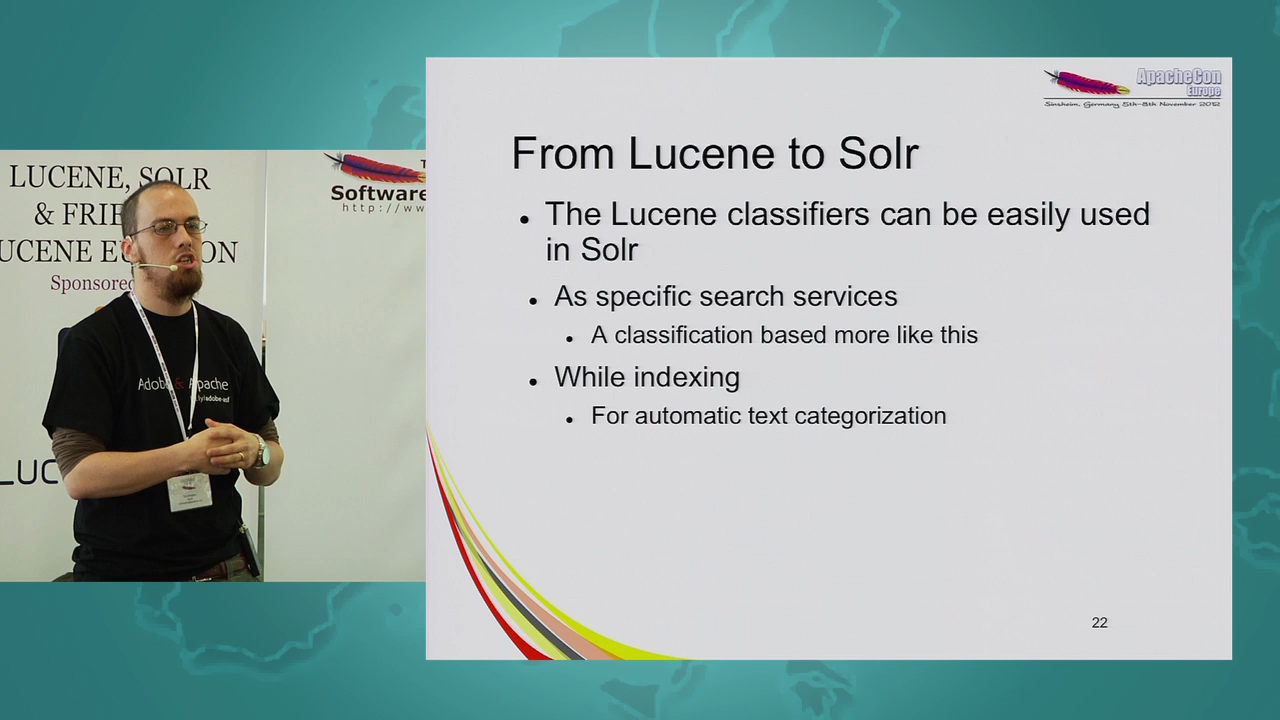 LUCENE, SOLR
& FRIE
UCENE EU ON
Sponsored
Software
http://ww
Adobe & Apache
LUC
ApacheCon
Europe
Sinsheim, Germany 5th-8th November 2012
From Lucene to Solr
• The Lucene classifiers can be easily used
in Solr
• As specific search services
• A classification based more like this
• While indexing
• For automatic text categorization
22